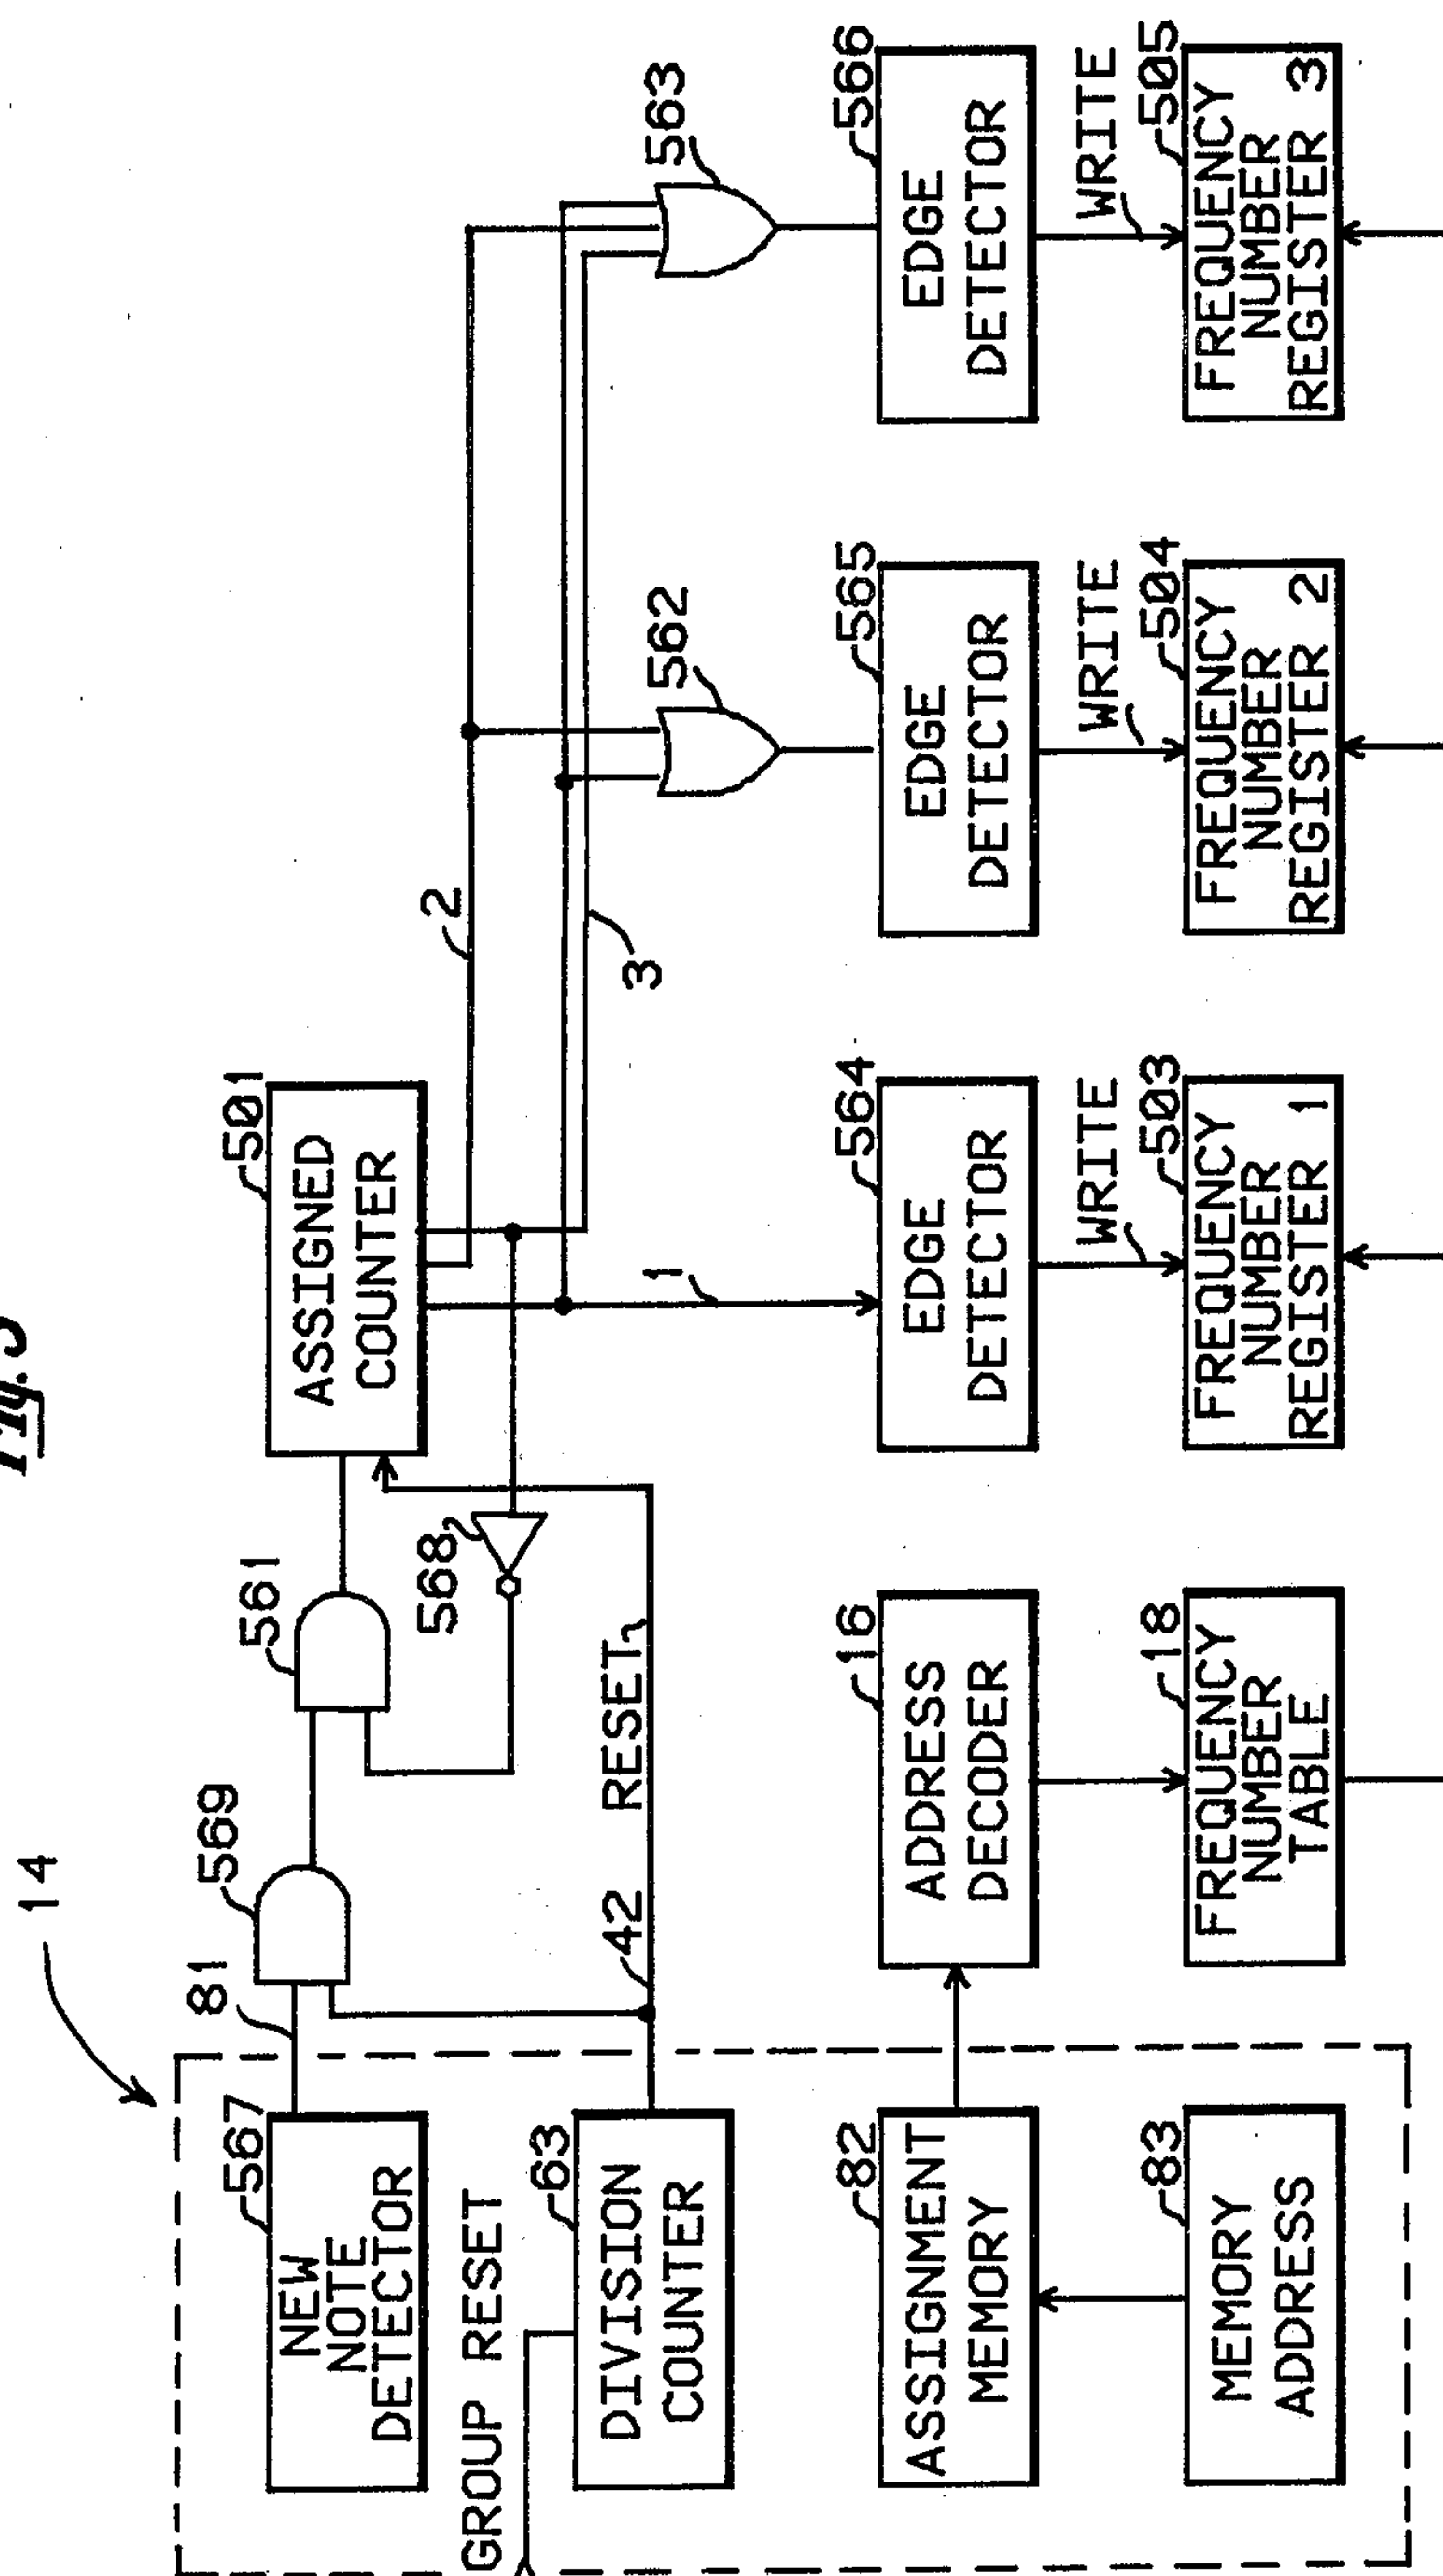 Fig. 5
14
567
NEW
NOTE
DETECTOR
81
569
561
501
ASSIGNED
COUNTER
2
GROUP RESET
63
DIVISION
COUNTER
42
RESET
568
1
3
562
563
82
ASSIGNMENT
MEMORY
16
ADDRESS
DECODER
564
EDGE
DETECTOR
565
EDGE
DETECTOR
566
EDGE
DETECTOR
WRITE
WRITE
WRITE
83
MEMORY
ADDRESS
18
FREQUENCY
NUMBER
TABLE
503
FREQUENCY
NUMBER
REGISTER 1
504
FREQUENCY
NUMBER
REGISTER 2
505
FREQUENCY
NUMBER
REGISTER 3